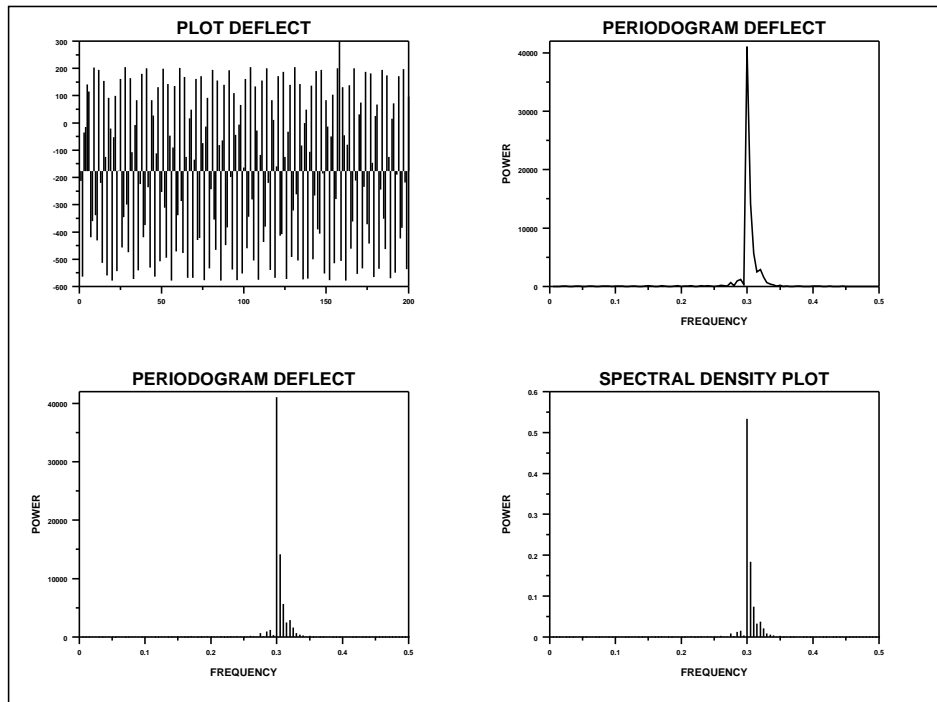 PLOT DEFLECT
300
200
100
0
-100
-200
-300
-400
-500
-600
0 50 100 150 200
PERIODOGRAM DEFLECT
POWER
40000
30000
20000
10000
0
0 0.1 0.2 0.3 0.4 0.5
FREQUENCY
PERIODOGRAM DEFLECT
POWER
40000
30000
20000
10000
0
0 0.1 0.2 0.3 0.4 0.5
FREQUENCY
SPECTRAL DENSITY PLOT
POWER
0.6
0.5
0.4
0.3
0.2
0.1
0
0 0.1 0.2 0.3 0.4 0.5
FREQUENCY